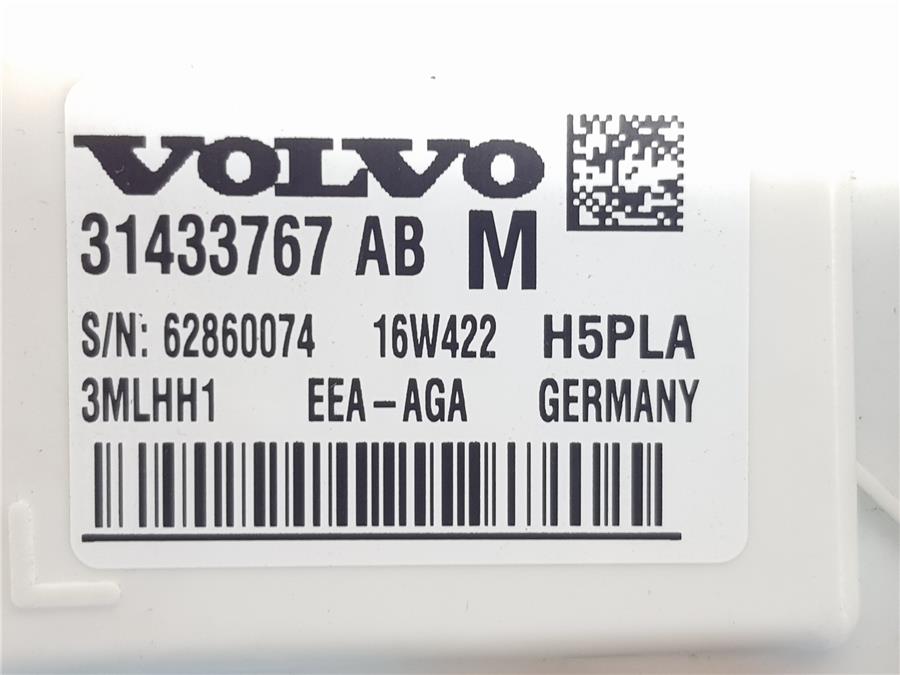 VOLVO
31433767 AB M
S/N: 62860074 16W422 H5PLA
3MLHH1 EEA-AGA GERMANY